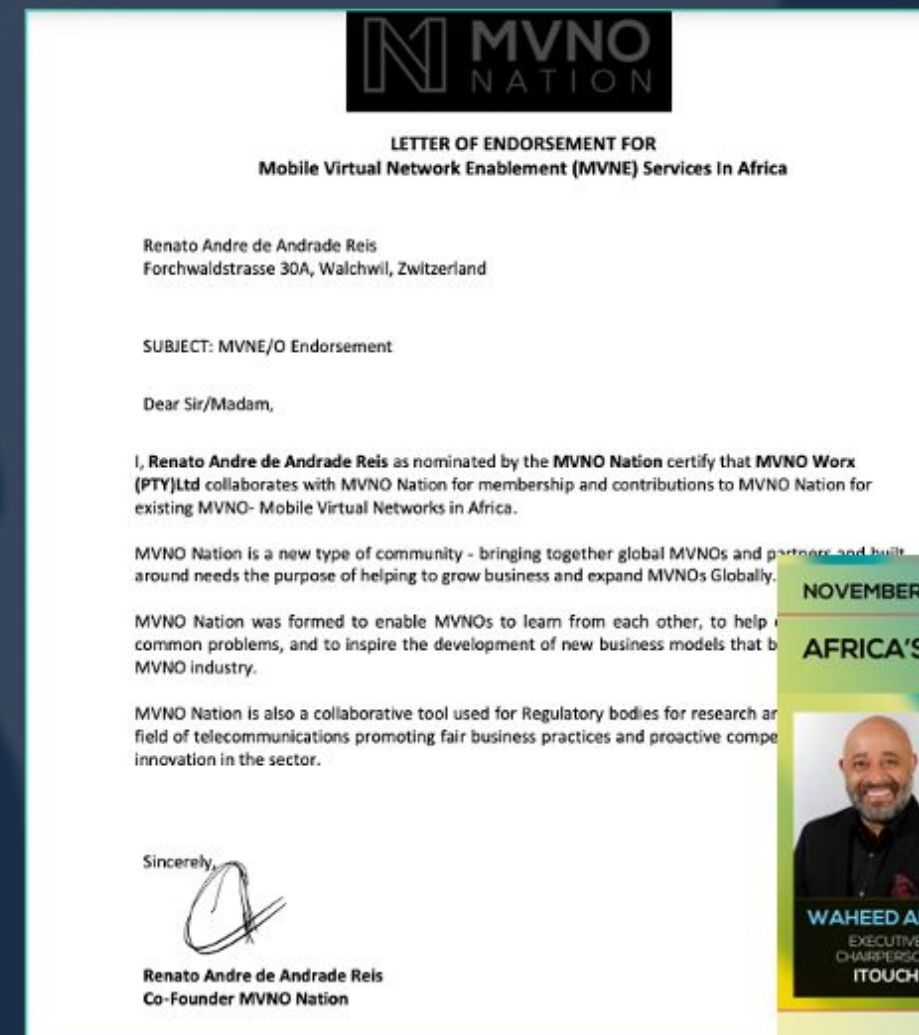 MVNO
NATION
LETTER OF ENDORSEMENT FOR
Mobile Virtual Network Enablement (MVNE) Services In Africa
Renato Andre de Andrade Reis
Forchwaldstrasse 30A, Walchwil, Zwitzerland
SUBJECT: MVNE/O Endorsement
Dear Sir/Madam,
I, Renato Andre de Andrade Reis as nominated by the MVNO Nation certify that MVNO Worx
(PTY)Ltd collaborates with MVNO Nation for membership and contributions to MVNO Nation for
existing MVNO- Mobile Virtual Networks in Africa.
MVNO Nation is a new type of community - bringing together global MVNOs and partners and built
around needs the purpose of helping to grow business and expand MVNOs Globally.
MVNO Nation was formed to enable MVNOs to learn from each other, to help
common problems, and to inspire the development of new business models that b
MVNO industry.
MVNO Nation is also a collaborative tool used for Regulatory bodies for research ar
field of telecommunications promoting fair business practices and proactive compe
innovation in the sector.
Sincerely,
Renato Andre de Andrade Reis
Co-Founder MVNO Nation
NOVEMBER
AFRICA'S
WAHEED A
EXECUTIVE
CHAIRPERSO
ITOUCH